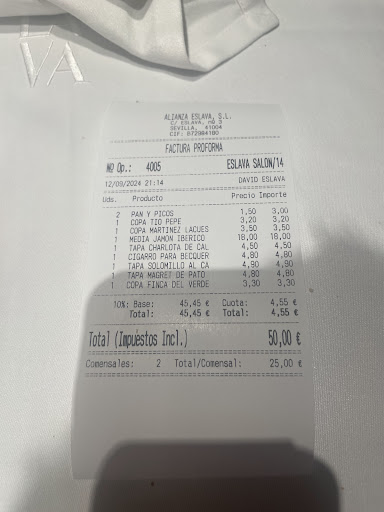 VA
ALIANZA ESLAVA, S.L.
C/ ESLAVA, nº 3
SEVILLA, 41004
CIF: B72984180
FACTURA PROFORMA
Nº Op.: 4005 ESLAVA SALON/14
12/09/2024 21:14 DAVID ESLAVA
Uds. Producto Precio Importe
2 PAN Y PICOS 1,50 3,00
1 COPA TIO PEPE 3,20 3,20
1 COPA MARTINEZ LACUES 3,50 3,50
1 MEDIA JAMON IBERICO 18,00 18,00
1 TAPA CHARLOTA DE CAL 4,50 4,50
1 CIGARRO PARA BECQUER 4,80 4,80
1 TAPA SOLOMILLO AL CA 4,90 4,90
1 TAPA MAGRET DE PATO 4,80 4,80
1 COPA FINCA DEL VERDE 3,30 3,30
10%: Base: 45,45 € Cuota: 4,55 €
Total: 45,45 € Total: 4,55 €
Total (Impuestos Incl.) 50,00 €
Comensales: 2 Total/Comensal: 25,00 €